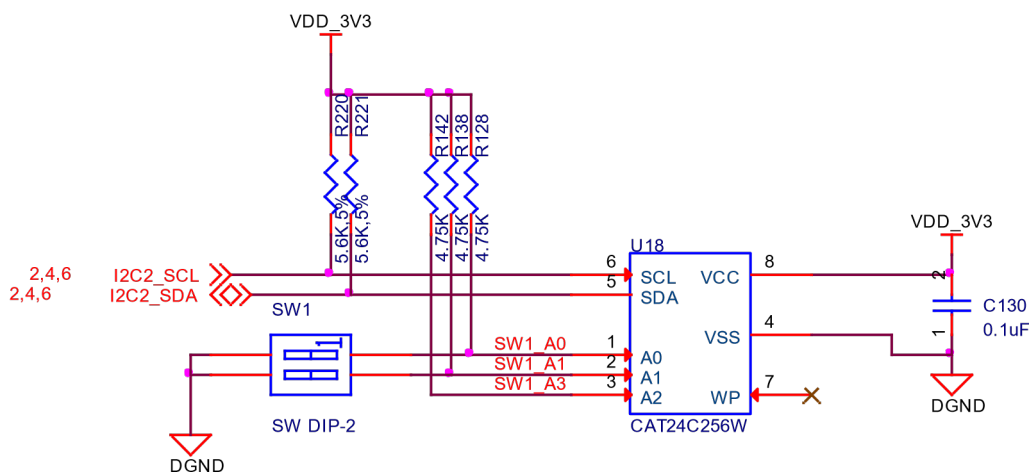 VDD_3V3
R220
R221
R142
R138
R128
5.6K,5%
5.6K,5%
4.75K
4.75K
4.75K
VDD_3V3
2,4,6 I2C2_SCL
2,4,6 I2C2_SDA
U18
6 SCL VCC 8
5 SDA
2
C130
0.1uF
1
VSS 4
SW1
1
SW1_A0 1 A0
SW1_A1 2 A1
SW1_A3 3 A2
WP 7
SW DIP-2
CAT24C256W
DGND
DGND